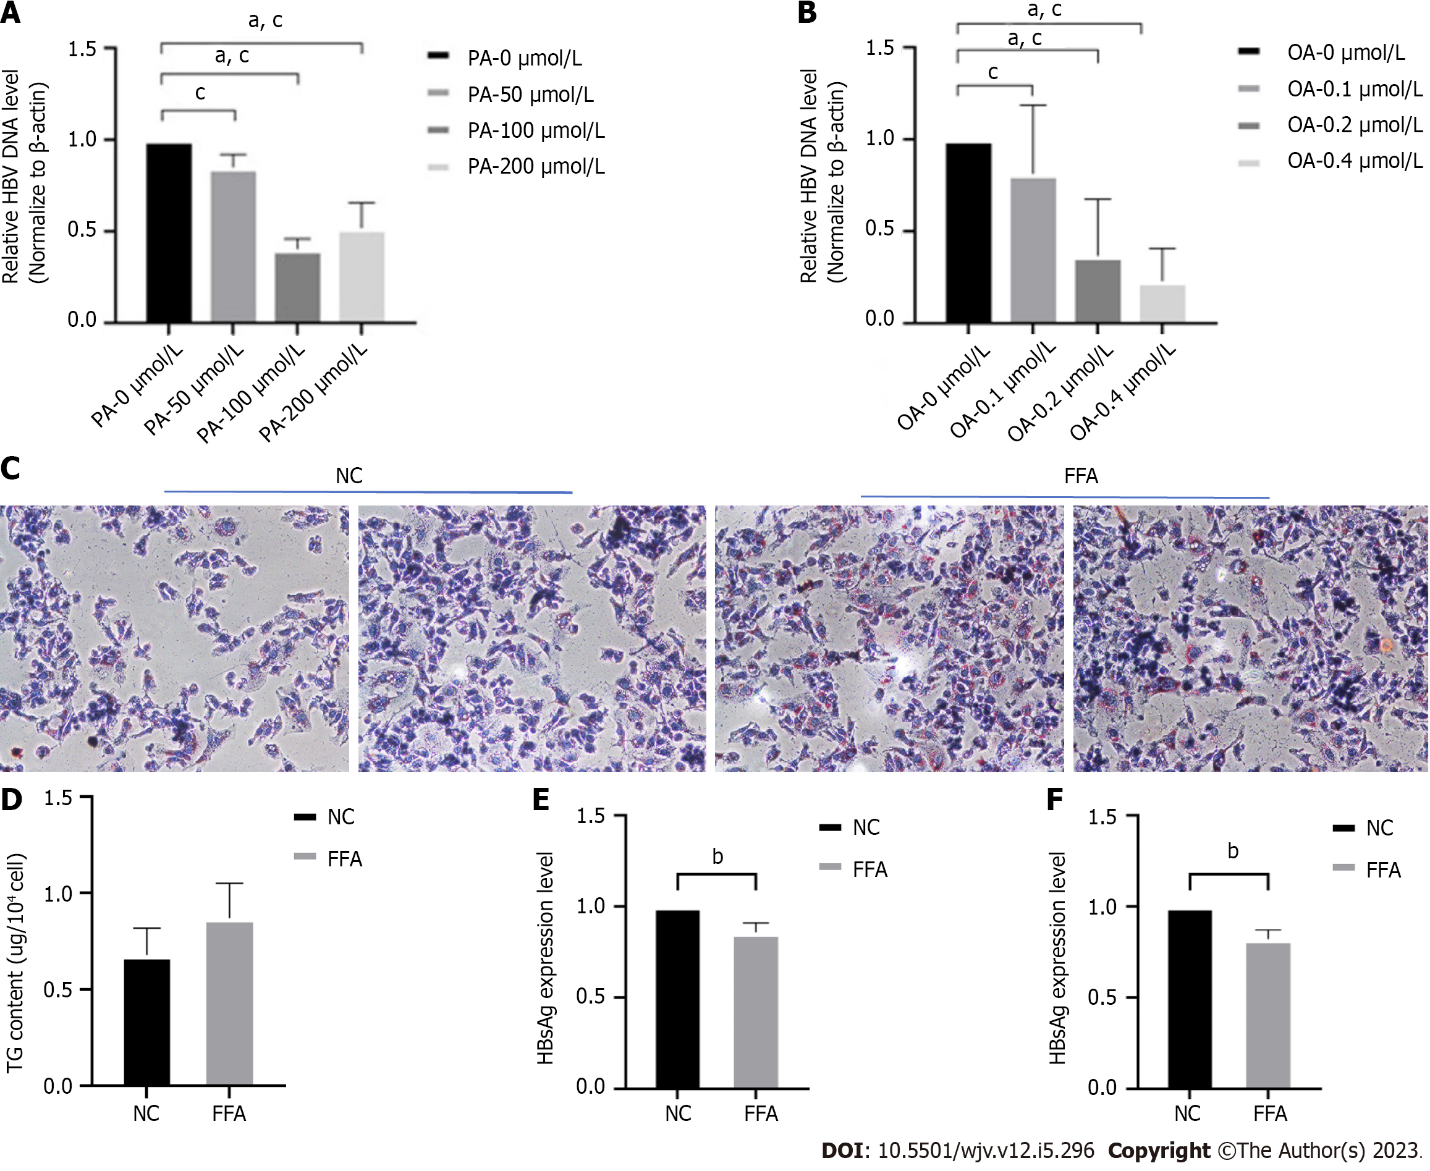 A
a, c
a, c
c
1.5
1.0
0.5
0.0
Relative HBV DNA level
(Normalize to β-actin)
PA-0 μmol/L
PA-50 μmol/L
PA-100 μmol/L
PA-200 μmol/L
PA-0 μmol/L
PA-50 μmol/L
PA-100 μmol/L
PA-200 μmol/L
B
a, c
a, c
c
1.5
1.0
0.5
0.0
Relative HBV DNA level
(Normalize to β-actin)
OA-0 μmol/L
OA-0.1 μmol/L
OA-0.2 μmol/L
OA-0.4 μmol/L
OA-0 μmol/L
OA-0.1 μmol/L
OA-0.2 μmol/L
OA-0.4 μmol/L
C
NC
FFA
D
1.5
1.0
0.5
0.0
TG content (ug/10⁴ cell)
NC
FFA
NC
FFA
E
1.5
1.0
0.5
0.0
HBsAg expression level
b
NC
FFA
NC
FFA
F
1.5
1.0
0.5
0.0
HBsAg expression level
b
NC
FFA
NC
FFA
DOI: 10.5501/wjv.v12.i5.296 Copyright ©The Author(s) 2023.